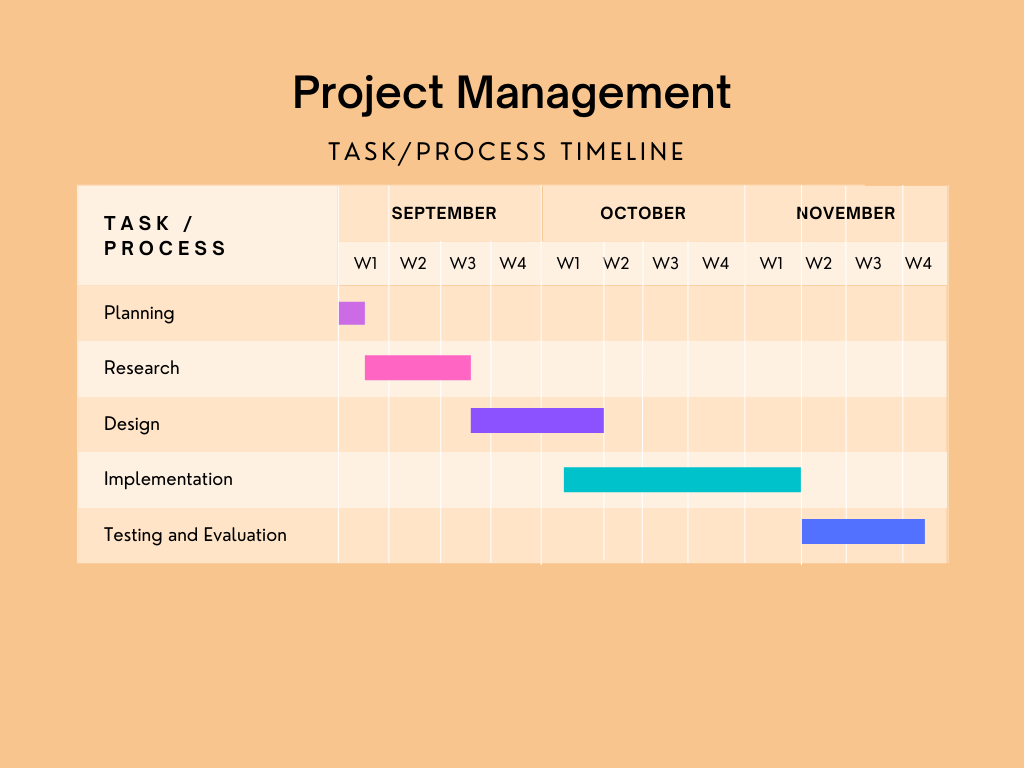 Project Management
TASK/PROCESS TIMELINE
TASK /
PROCESS
SEPTEMBER OCTOBER NOVEMBER
W1 W2 W3 W4 W1 W2 W3 W4 W1 W2 W3 W4
Planning
Research
Design
Implementation
Testing and Evaluation